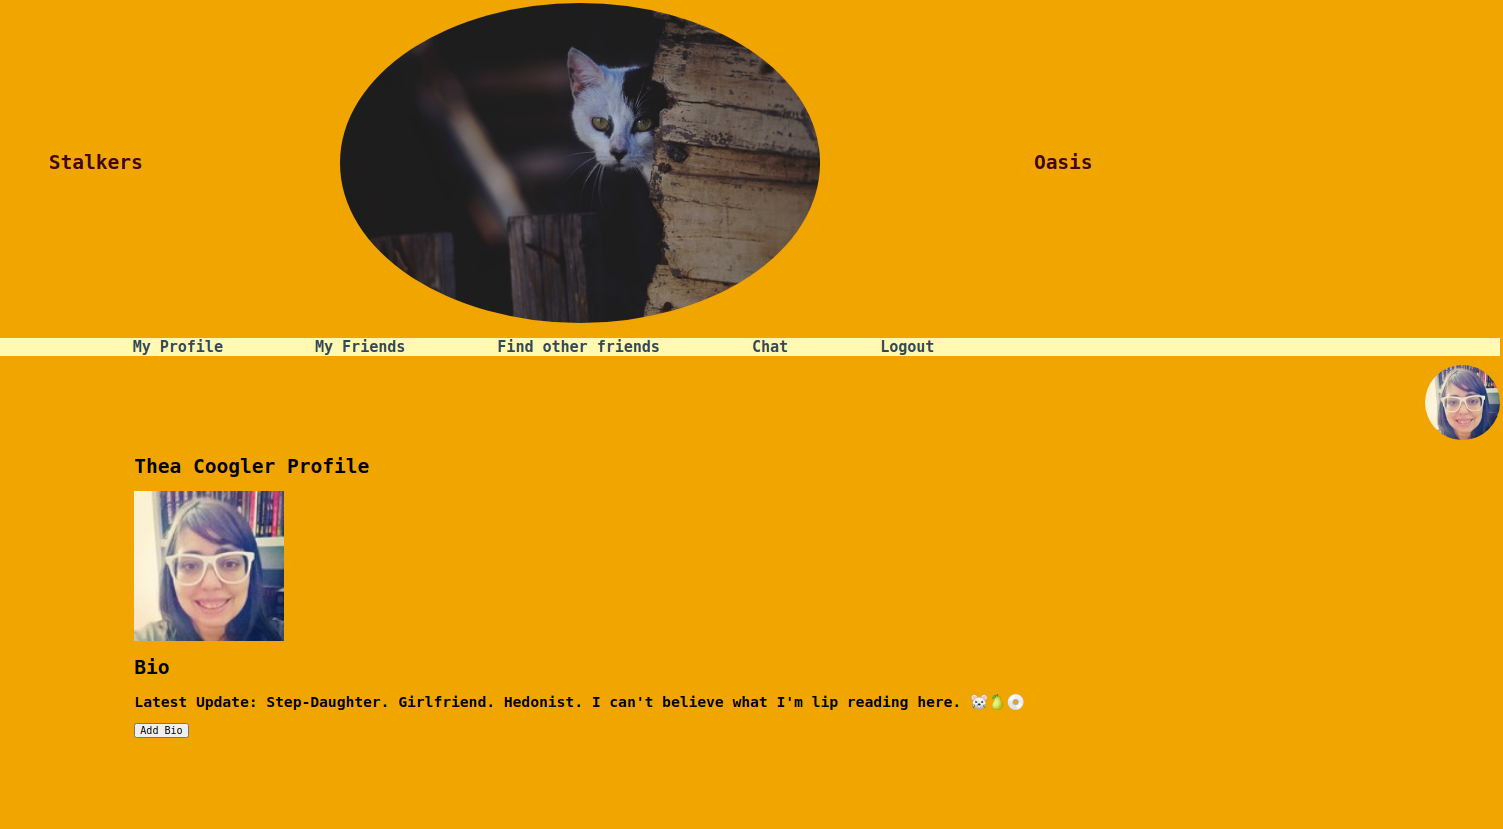 Stalkers
Oasis
My Profile My Friends Find other friends Chat Logout
Thea Coogler Profile
Bio
Latest Update: Step-Daughter. Girlfriend. Hedonist. I can't believe what I'm lip reading here. 🐭🍐🍩
Add Bio